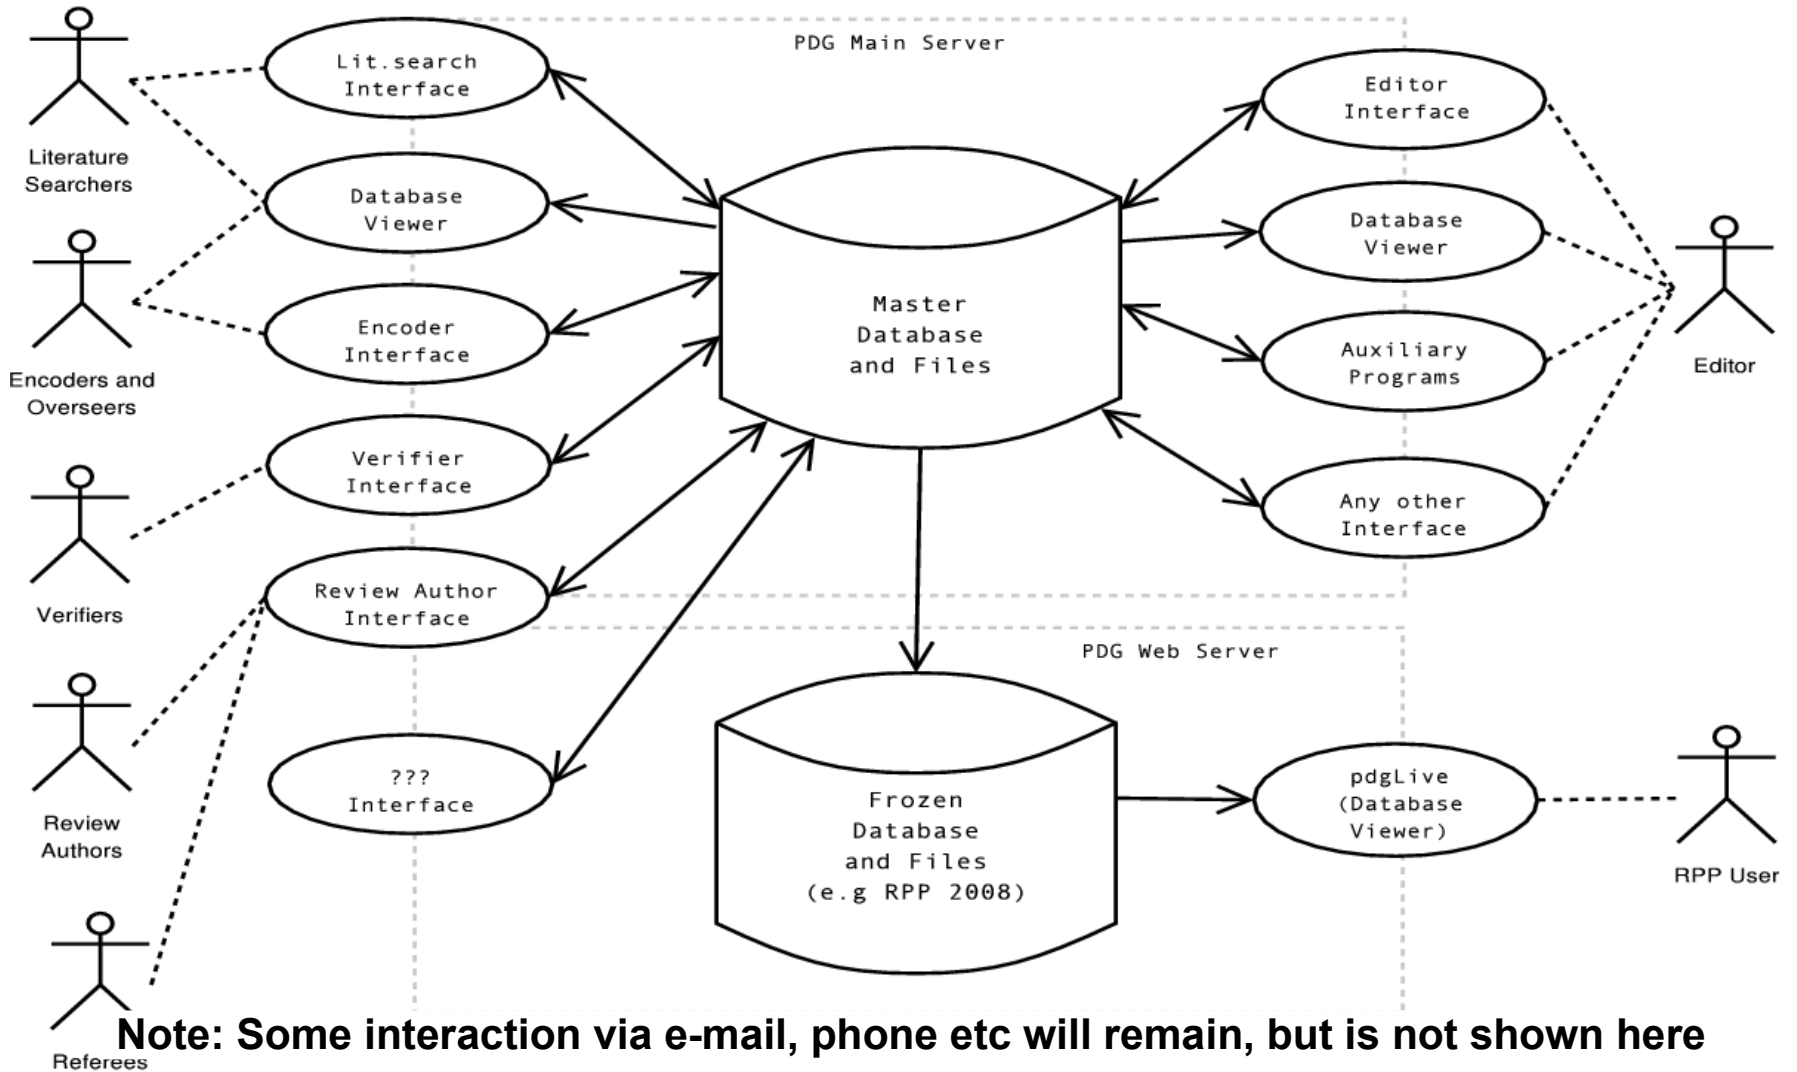 PDG Main Server
Lit.search
Interface
Editor
Interface
Literature
Searchers
Database
Viewer
Database
Viewer
Master
Database
and Files
Encoder
Interface
Auxiliary
Programs
Editor
Encoders and
Overseers
Verifier
Interface
Any other
Interface
Verifiers
Review Author
Interface
PDG Web Server
Review
Authors
???
Interface
Frozen
Database
and Files
(e.g RPP 2008)
pdgLive
(Database
Viewer)
RPP User
Note: Some interaction via e-mail, phone etc will remain, but is not shown here
Referees